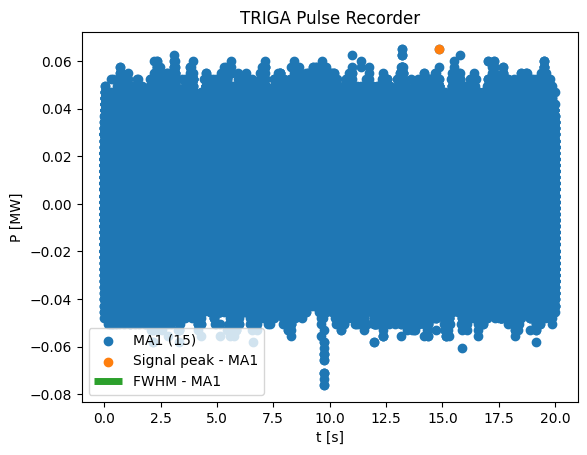 TRIGA Pulse Recorder
P [MW]
0.06
0.04
0.02
0.00
−0.02
−0.04
−0.06
−0.08
MA1 (15)
Signal peak - MA1
FWHM - MA1
0.0 2.5 5.0 7.5 10.0 12.5 15.0 17.5 20.0
t [s]